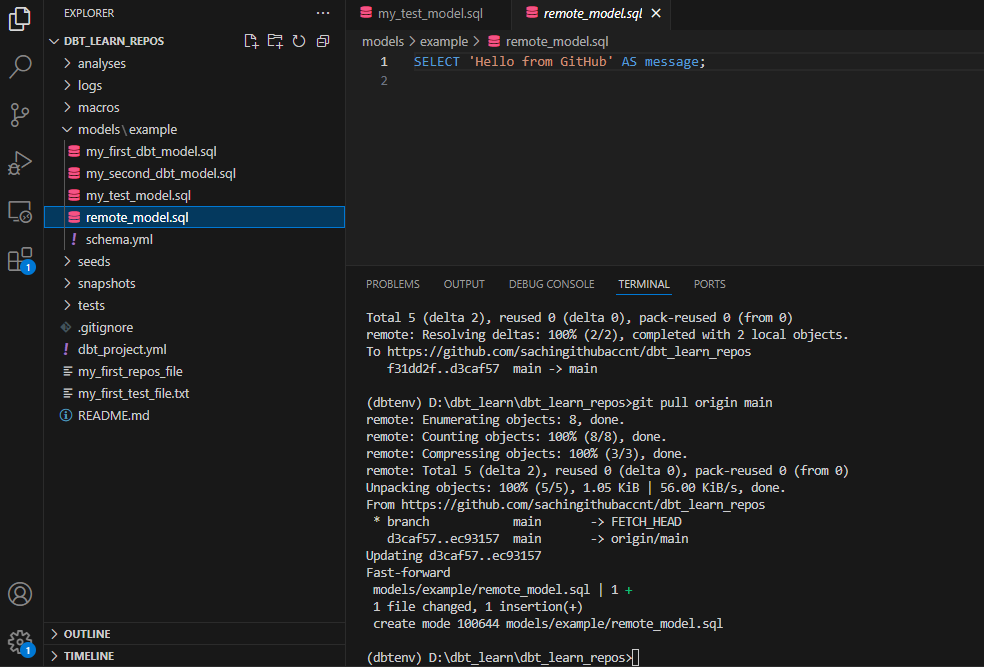 EXPLORER
DBT_LEARN_REPOS
analyses
logs
macros
models\example
my_first_dbt_model.sql
my_second_dbt_model.sql
my_test_model.sql
remote_model.sql
! schema.yml
seeds
snapshots
tests
.gitignore
! dbt_project.yml
my_first_repos_file
my_first_test_file.txt
README.md
OUTLINE
TIMELINE
1
1
my_test_model.sql
remote_model.sql
models > example > remote_model.sql
1 SELECT 'Hello from GitHub' AS message;
2
PROBLEMS OUTPUT DEBUG CONSOLE TERMINAL PORTS
Total 5 (delta 2), reused 0 (delta 0), pack-reused 0 (from 0)
remote: Resolving deltas: 100% (2/2), completed with 2 local objects.
To https://github.com/sachingithubaccnt/dbt_learn_repos
f31dd2f..d3caf57 main -> main
(dbtenv) D:\dbt_learn\dbt_learn_repos>git pull origin main
remote: Enumerating objects: 8, done.
remote: Counting objects: 100% (8/8), done.
remote: Compressing objects: 100% (3/3), done.
remote: Total 5 (delta 2), reused 0 (delta 0), pack-reused 0 (from 0)
Unpacking objects: 100% (5/5), 1.05 KiB | 56.00 KiB/s, done.
From https://github.com/sachingithubaccnt/dbt_learn_repos
* branch main -> FETCH_HEAD
d3caf57..ec93157 main -> origin/main
Updating d3caf57..ec93157
Fast-forward
models/example/remote_model.sql | 1 +
1 file changed, 1 insertion(+)
create mode 100644 models/example/remote_model.sql
(dbtenv) D:\dbt_learn\dbt_learn_repos>